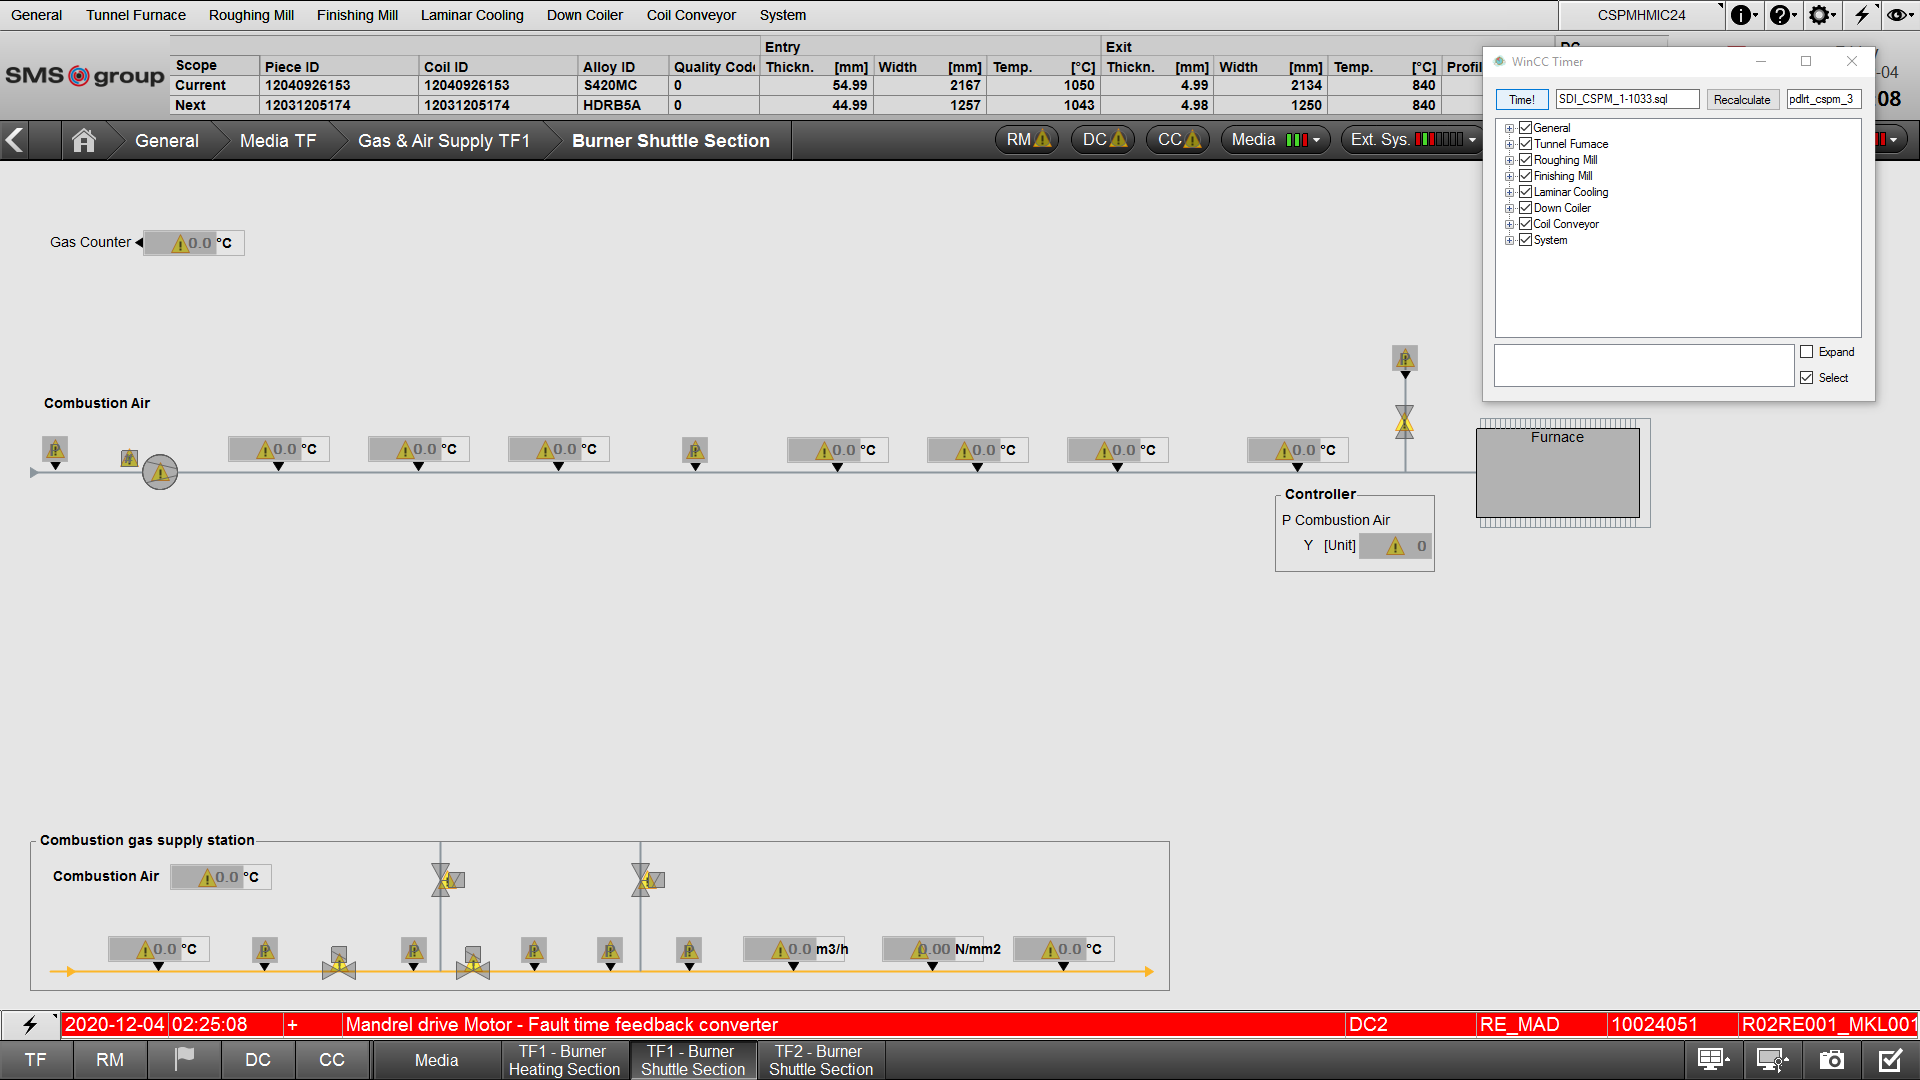 General Tunnel Furnace Roughing Mill Finishing Mill Laminar Cooling Down Coiler Coil Conveyor System CSPMHMIC24
Entry Exit
Scope Piece ID Coil ID Alloy ID Quality Code Thickn. [mm] Width [mm] Temp. [°C] Thickn. [mm] Width [mm] Temp. [°C]
Current 12040926153 12040926153 S420MC 0 54.99 2167 1050 4.99 2134 840
Next 12031205174 12031205174 HDRB5A 0 44.99 1257 1043 4.98 1250 840
SMS group
-04
08
WinCC Timer
Time! SDI_CSPM_1-1033.sql Recalculate pdlrt_cspm_3
General
Tunnel Furnace
Roughing Mill
Finishing Mill
Laminar Cooling
Down Coiler
Coil Conveyor
System
Expand
Select
General Media TF Gas & Air Supply TF1 Burner Shuttle Section RM DC CC Media Ext. Sys.
Gas Counter 0.0 °C
Combustion Air
0.0 °C 0.0 °C 0.0 °C 0.0 °C 0.0 °C 0.0 °C 0.0 °C
Furnace
Controller
P Combustion Air
Y [Unit] 0
Combustion gas supply station
Combustion Air 0.0 °C
0.0 °C 0.0 m3/h 0.00 N/mm2 0.0 °C
2020-12-04 02:25:08 + Mandrel drive Motor - Fault time feedback converter DC2 RE_MAD 10024051 R02RE001_MKL001
TF RM DC CC Media
TF1 - Burner Heating Section
TF1 - Burner Shuttle Section
TF2 - Burner Shuttle Section